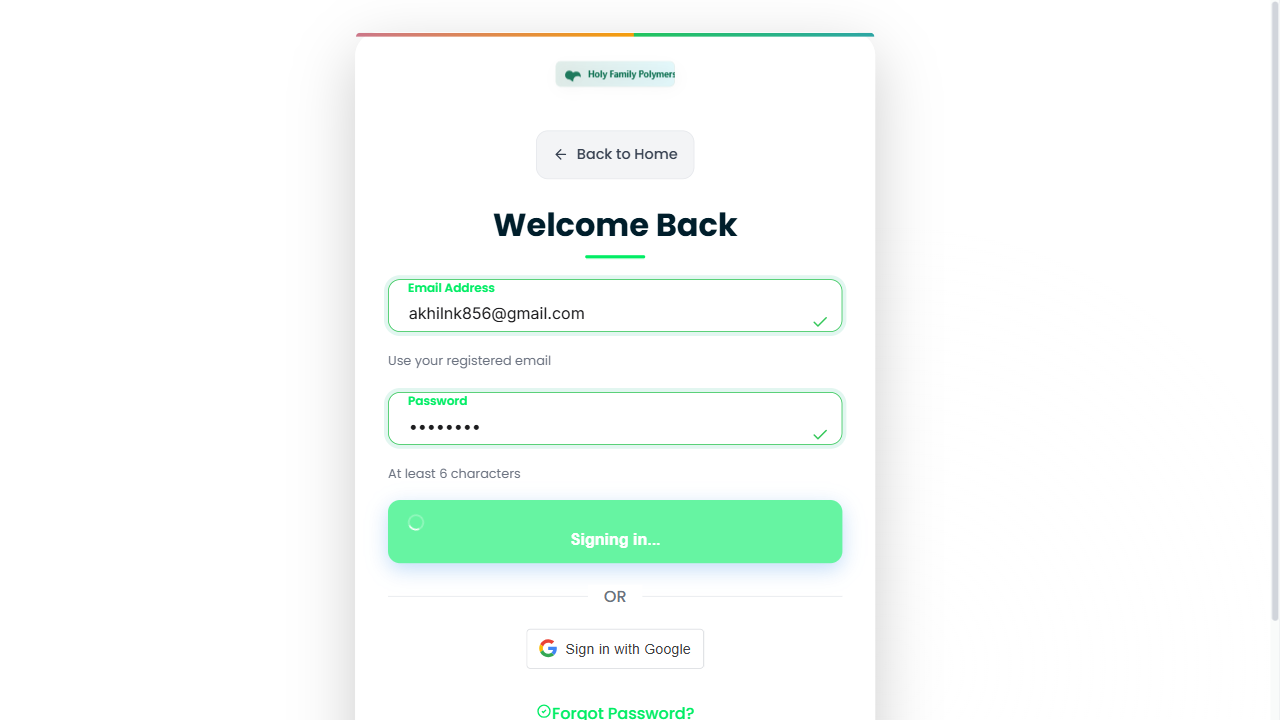 Holy Family Polymers
Back to Home
Welcome Back
Email Address
akhilnk856@gmail.com
Use your registered email
Password
••••••••
At least 6 characters
Signing in...
OR
Sign in with Google
Forgot Password?